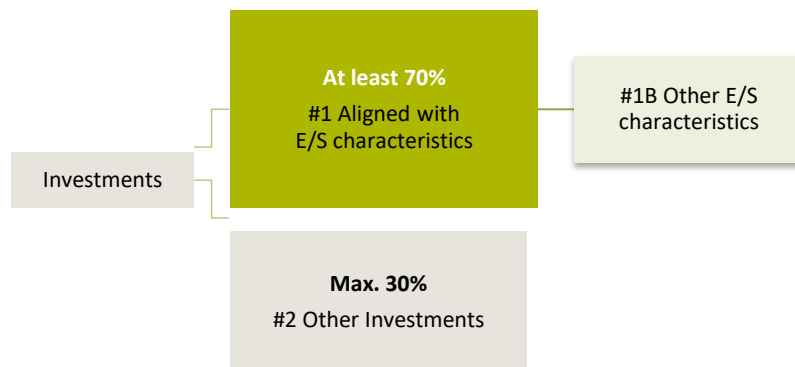 Investments
At least 70%
#1 Aligned with
E/S characteristics
#1B Other E/S
characteristics
Max. 30%
#2 Other Investments